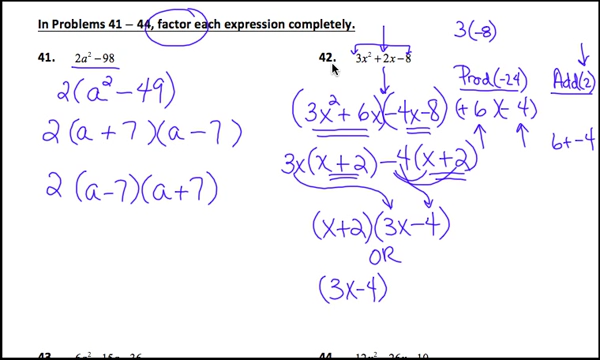 In Problems 41 – 44, factor each expression completely.
41. 2a² – 98
2(a² – 49)
2(a + 7)(a – 7)
2(a – 7)(a + 7)
42. 3x² + 2x – 8
3(-8)
Prod(-24) Add(2)
(3x² + 6x)(-4x – 8) (+6)(-4)
6 + -4
3x(x + 2) – 4(x + 2)
(x + 2)(3x – 4)
OR
(3x – 4)